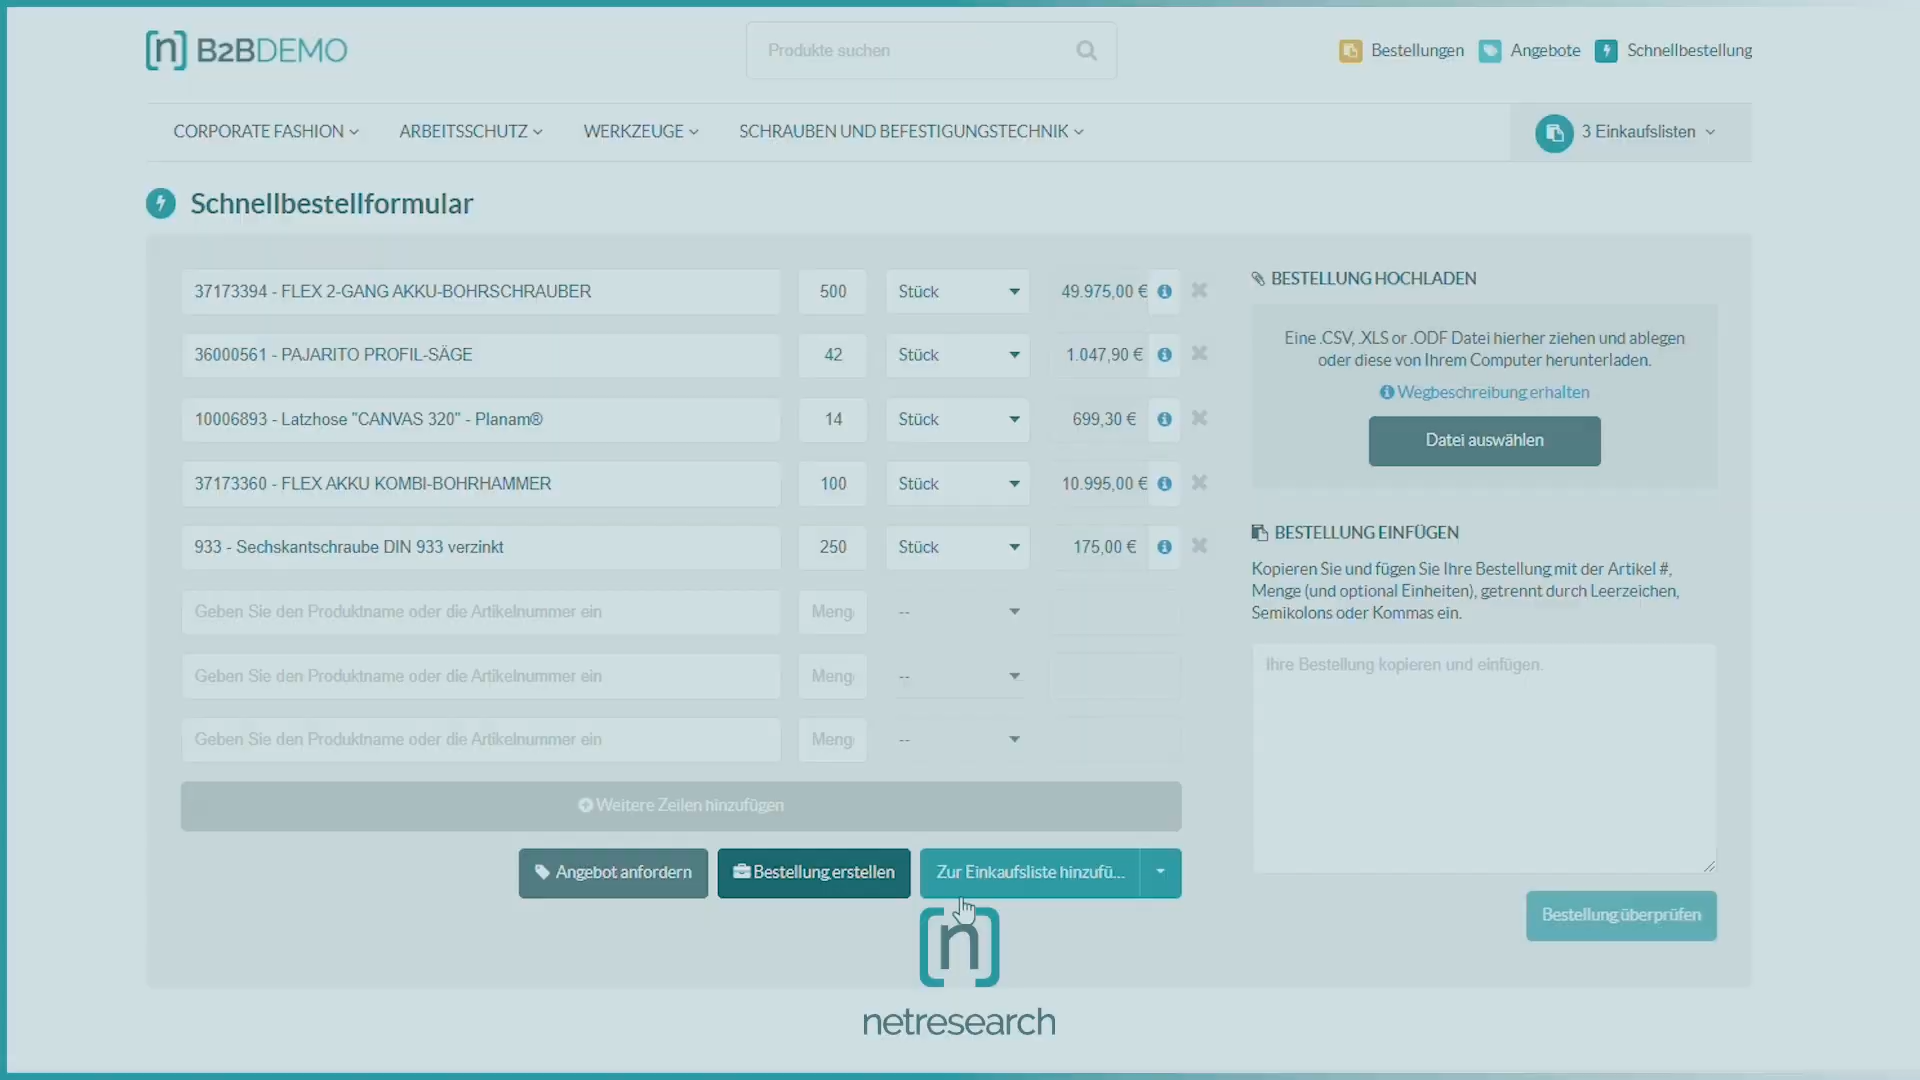 [n] B2BDEMO
Produkte suchen
Bestellungen
Angebote
Schnellbestellung
CORPORATE FASHION
ARBEITSSCHUTZ
WERKZEUGE
SCHRAUBEN UND BEFESTIGUNGSTECHNIK
3 Einkaufslisten
Schnellbestellformular
37173394 - FLEX 2-GANG AKKU-BOHRSCHRAUBER 500 Stück 49.975,00 €
36000561 - PAJARITO PROFIL-SÄGE 42 Stück 1.047,90 €
10006893 - Latzhose "CANVAS 320" - Planam® 14 Stück 699,30 €
37173360 - FLEX AKKU KOMBI-BOHRHAMMER 100 Stück 10.995,00 €
933 - Sechskantschraube DIN 933 verzinkt 250 Stück 175,00 €
Geben Sie den Produktname oder die Artikelnummer ein Meng --
Geben Sie den Produktname oder die Artikelnummer ein Meng --
Geben Sie den Produktname oder die Artikelnummer ein Meng --
Weitere Zeilen hinzufügen
Angebot anfordern
Bestellung erstellen
Zur Einkaufsliste hinzufü...
BESTELLUNG HOCHLADEN
Eine .CSV, .XLS or .ODF Datei hierher ziehen und ablegen
oder diese von Ihrem Computer herunterladen.
Wegbeschreibung erhalten
Datei auswählen
BESTELLUNG EINFÜGEN
Kopieren Sie und fügen Sie Ihre Bestellung mit der Artikel #,
Menge (und optional Einheiten), getrennt durch Leerzeichen,
Semikolons oder Kommas ein.
Ihre Bestellung kopieren und einfügen.
Bestellung überprüfen
[n]
netresearch